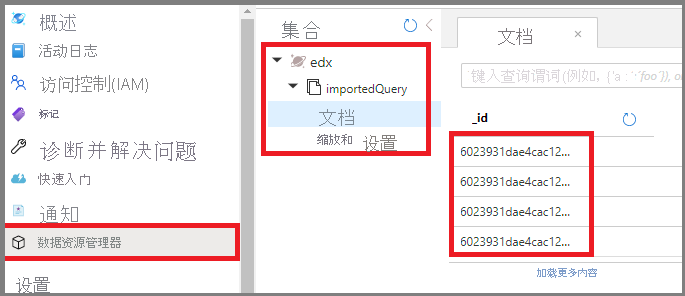 概述
活动日志
访问控制(IAM)
标记
诊断并解决问题
快速入门
通知
数据资源管理器
设置
集合
edx
importedQuery
文档
缩放和 设置
文档 ×
键入查询谓词(例如, {'a':'foo'}), or
_id
6023931dae4cac12...
6023931dae4cac12...
6023931dae4cac12...
6023931dae4cac12...
加载更多内容